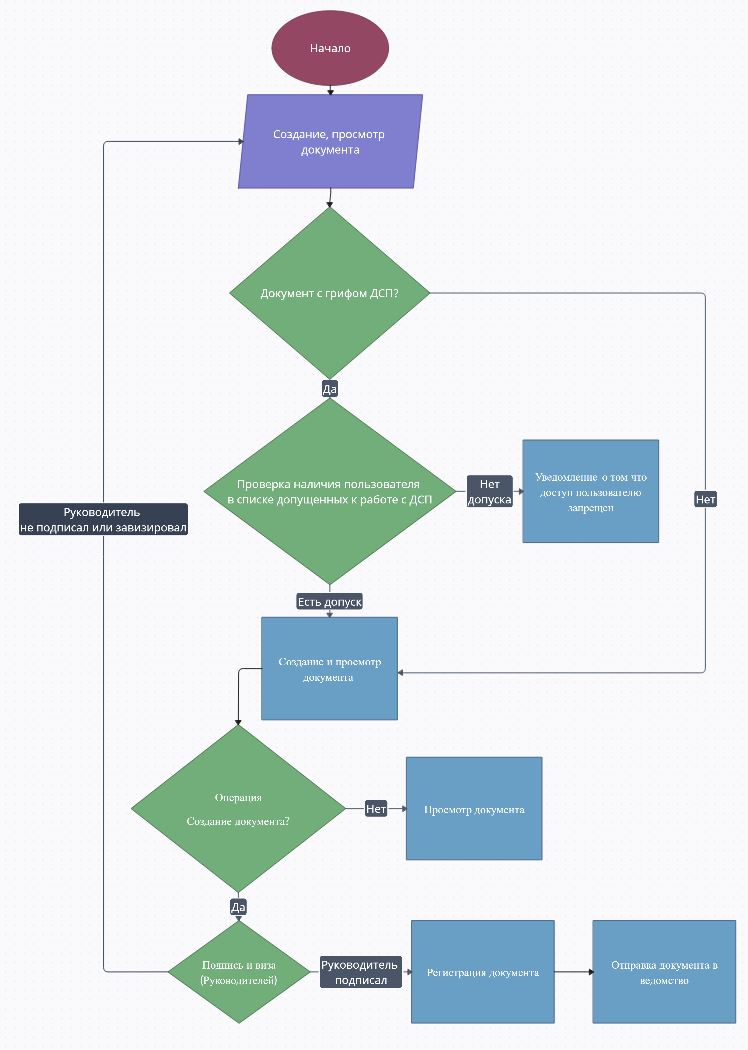 Начало
Создание, просмотр
документа
Документ с грифом ДСП?
Да
Проверка наличия пользователя
в списке допущенных к работе с ДСП
Нет
допуска
Уведомление о том что
доступ пользователю
запрещен
Нет
Руководитель
не подписал или завизировал
Есть допуск
Создание и просмотр
документа
Операция
Создание документа?
Нет
Просмотр документа
Да
Подпись и виза
(Руководителей)
Руководитель
подписал
Регистрация документа
Отправка документа в
ведомство